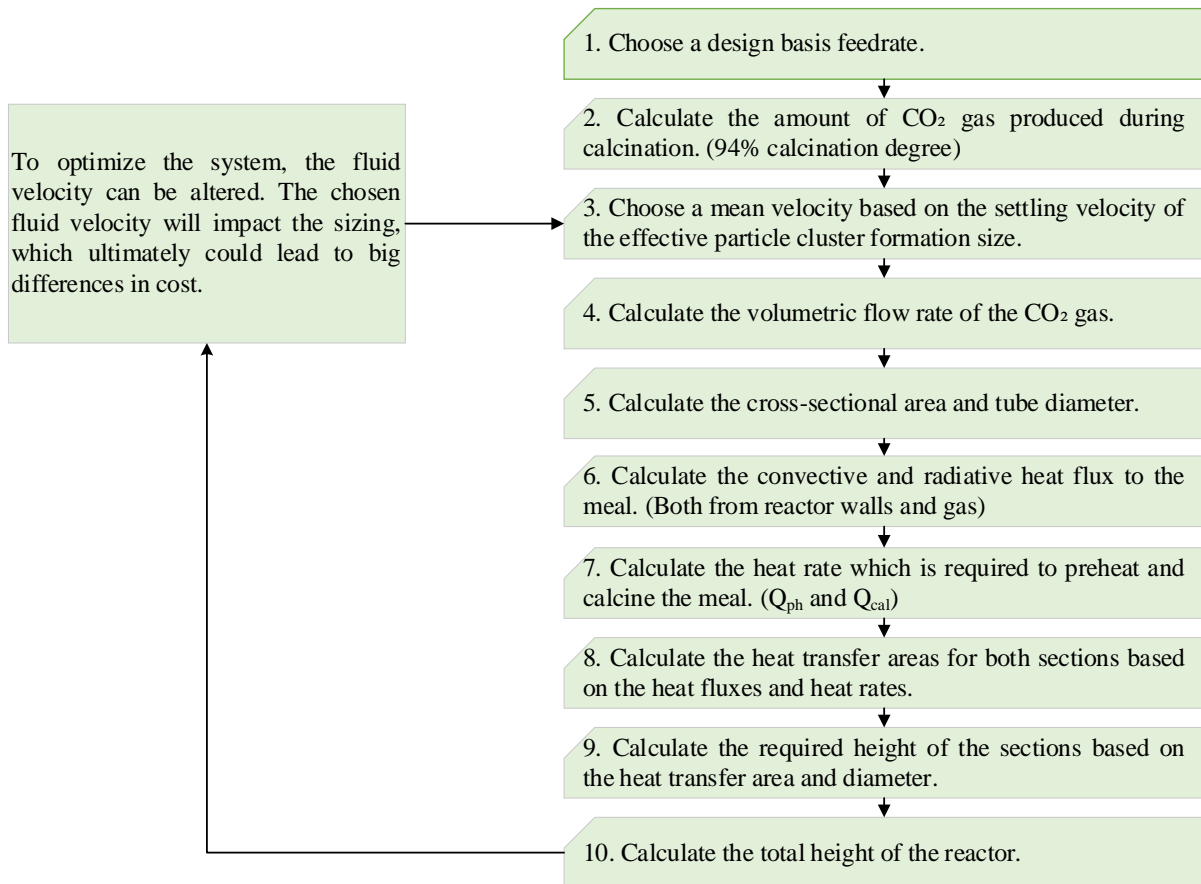 1. Choose a design basis feedrate.
2. Calculate the amount of CO₂ gas produced during
calcination. (94% calcination degree)
To optimize the system, the fluid
velocity can be altered. The chosen
fluid velocity will impact the sizing,
which ultimately could lead to big
differences in cost.
3. Choose a mean velocity based on the settling velocity of
the effective particle cluster formation size.
4. Calculate the volumetric flow rate of the CO₂ gas.
5. Calculate the cross-sectional area and tube diameter.
6. Calculate the convective and radiative heat flux to the
meal. (Both from reactor walls and gas)
7. Calculate the heat rate which is required to preheat and
calcine the meal. (Qph and Qcal)
8. Calculate the heat transfer areas for both sections based
on the heat fluxes and heat rates.
9. Calculate the required height of the sections based on
the heat transfer area and diameter.
10. Calculate the total height of the reactor.